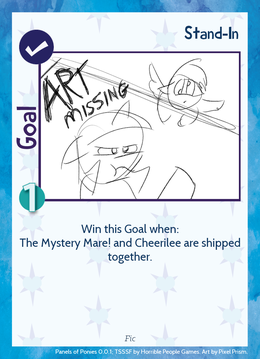 Stand-In
Goal
ART
MISSING
1
Win this Goal when:
The Mystery Mare! and Cheerilee are shipped
together.
Fic
Panels of Ponies 0.0.1; TSSSF by Horrible People Games. Art by Pixel Prism.